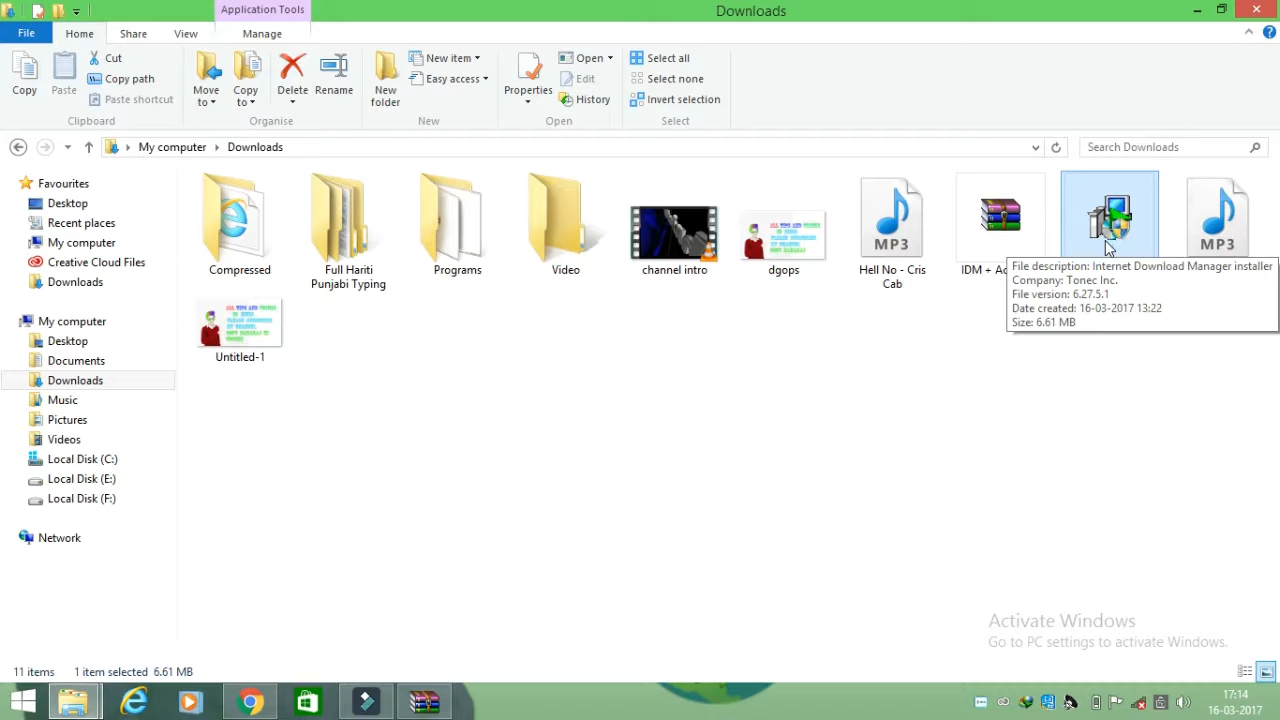 Application Tools
Downloads
File
Home
Share
View
Manage
Copy
Paste
Cut
Copy path
Paste shortcut
Clipboard
Move to
Copy to
Delete
Rename
Organise
New folder
New item
Easy access
New
Properties
Open
Edit
History
Open
Select all
Select none
Invert selection
Select
My computer
Downloads
Search Downloads
Favourites
Desktop
Recent places
My computer
Creative Cloud Files
Downloads
My computer
Desktop
Documents
Downloads
Music
Pictures
Videos
Local Disk (C:)
Local Disk (E:)
Local Disk (F:)
Network
MP3
MP3
Compressed
Full Hariti
Punjabi Typing
Programs
Video
channel intro
dgops
Hell No - Cris
Cab
IDM +
Untitled-1
File description: Internet Download Manager installer
Company: Tonec Inc.
File version: 6.27.5.1
Date created: 16-03-2017 13:22
Size: 6.61 MB
Activate Windows
Go to PC settings to activate Windows.
11 items
1 item selected 6.61 MB
17:14
16-03-2017